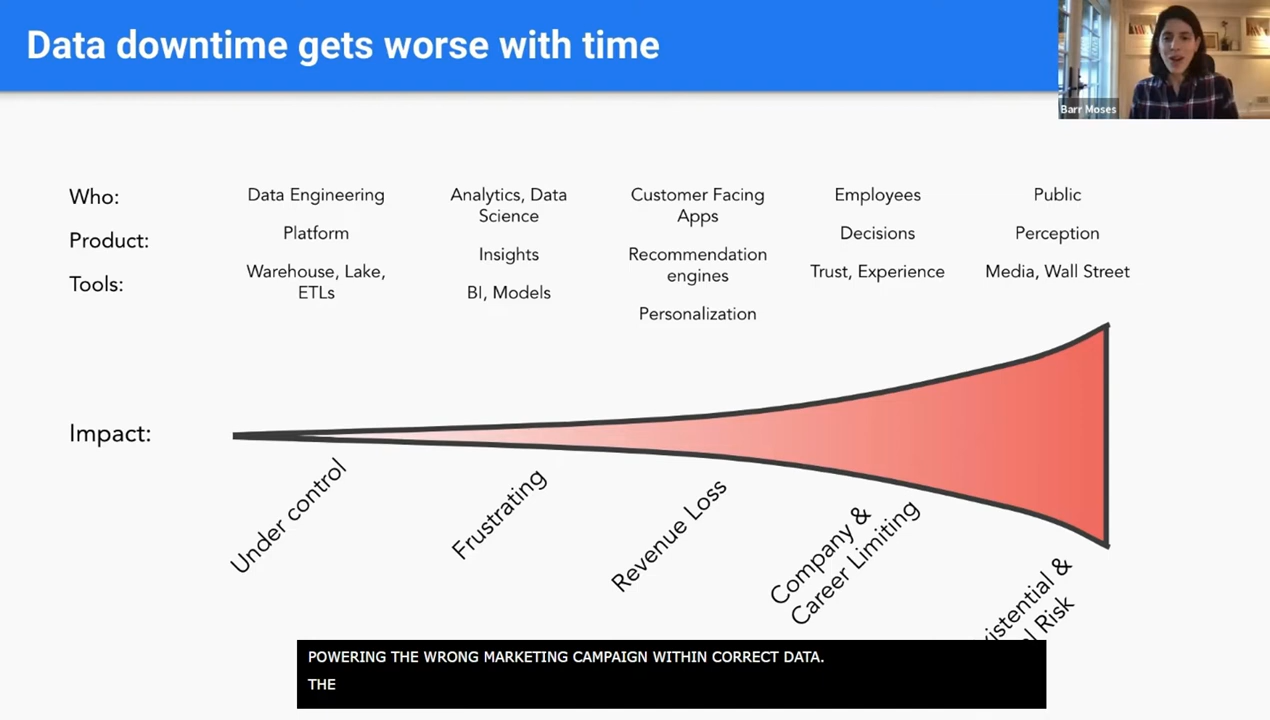 Data downtime gets worse with time
Barr Moses
Who:
Product:
Tools:
Data Engineering
Platform
Warehouse, Lake,
ETLs
Analytics, Data
Science
Insights
BI, Models
Customer Facing
Apps
Recommendation
engines
Personalization
Employees
Decisions
Trust, Experience
Public
Perception
Media, Wall Street
Impact:
Under control
Frustrating
Revenue Loss
Company &
Career Limiting
&
Risk
POWERING THE WRONG MARKETING CAMPAIGN WITHIN CORRECT DATA.
THE